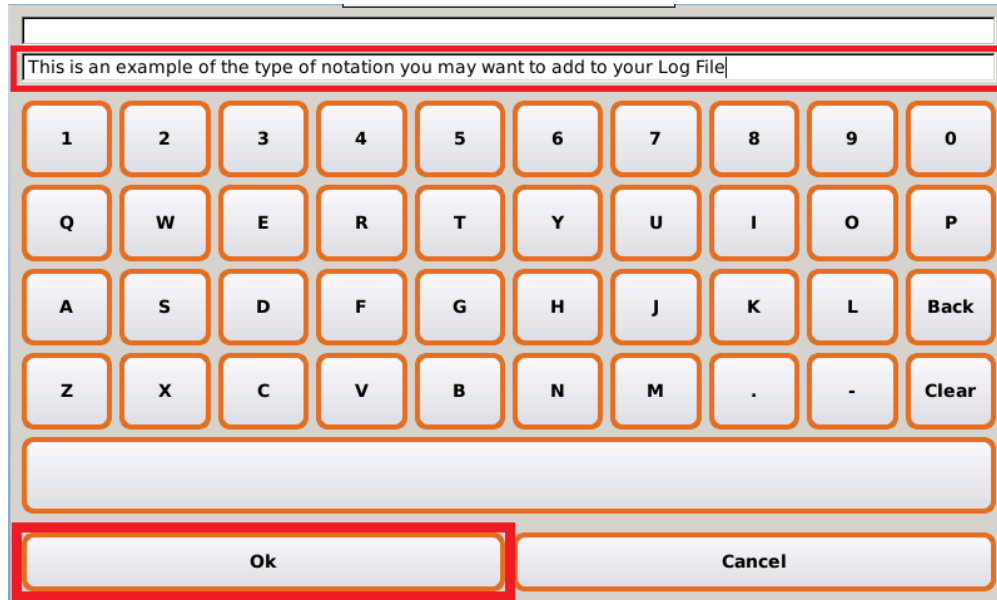 This is an example of the type of notation you may want to add to your Log File
1 2 3 4 5 6 7 8 9 0
Q W E R T Y U I O P
A S D F G H J K L Back
Z X C V B N M . - Clear
Ok Cancel